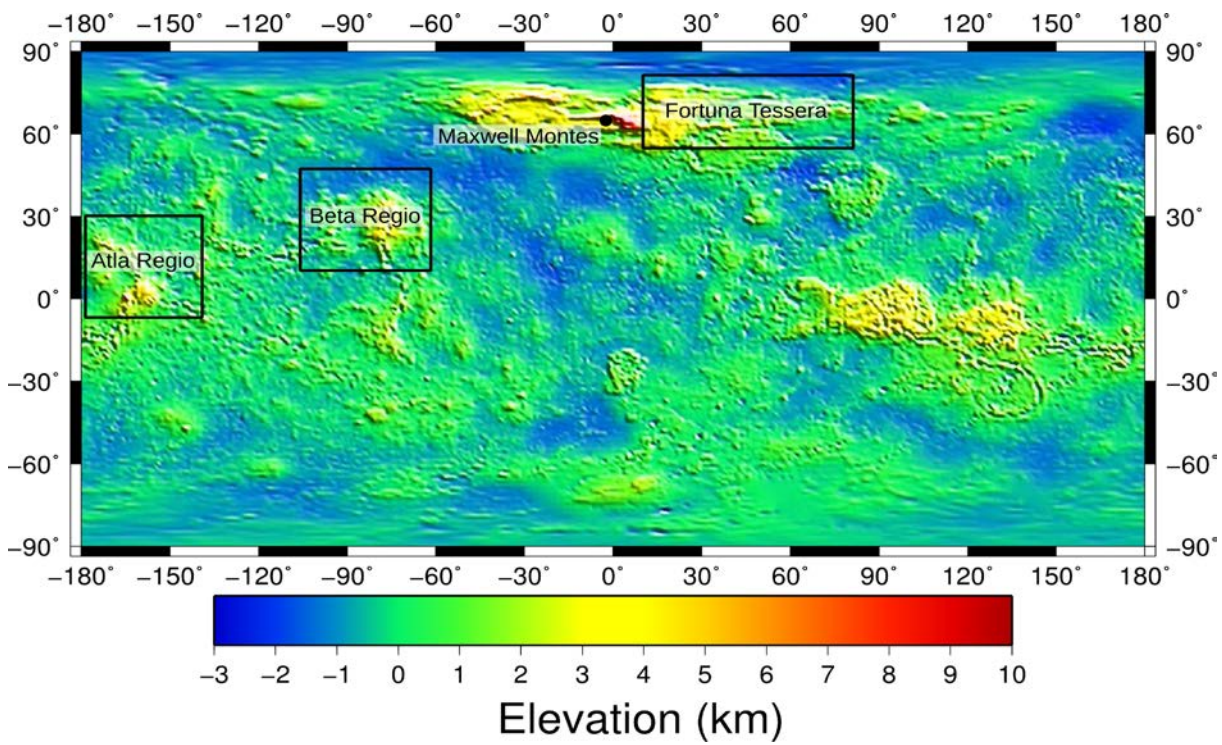 −180˚ −150˚ −120˚ −90˚ −60˚ −30˚ 0˚ 30˚ 60˚ 90˚ 120˚ 150˚ 180˚
90˚ 90˚
Fortuna Tessera
60˚ Maxwell Montes 60˚
30˚ Beta Regio 30˚
Atla Regio
0˚ 0˚
−30˚ −30˚
−60˚ −60˚
−90˚ −90˚
−180˚ −150˚ −120˚ −90˚ −60˚ −30˚ 0˚ 30˚ 60˚ 90˚ 120˚ 150˚ 180˚
−3 −2 −1 0 1 2 3 4 5 6 7 8 9 10
Elevation (km)